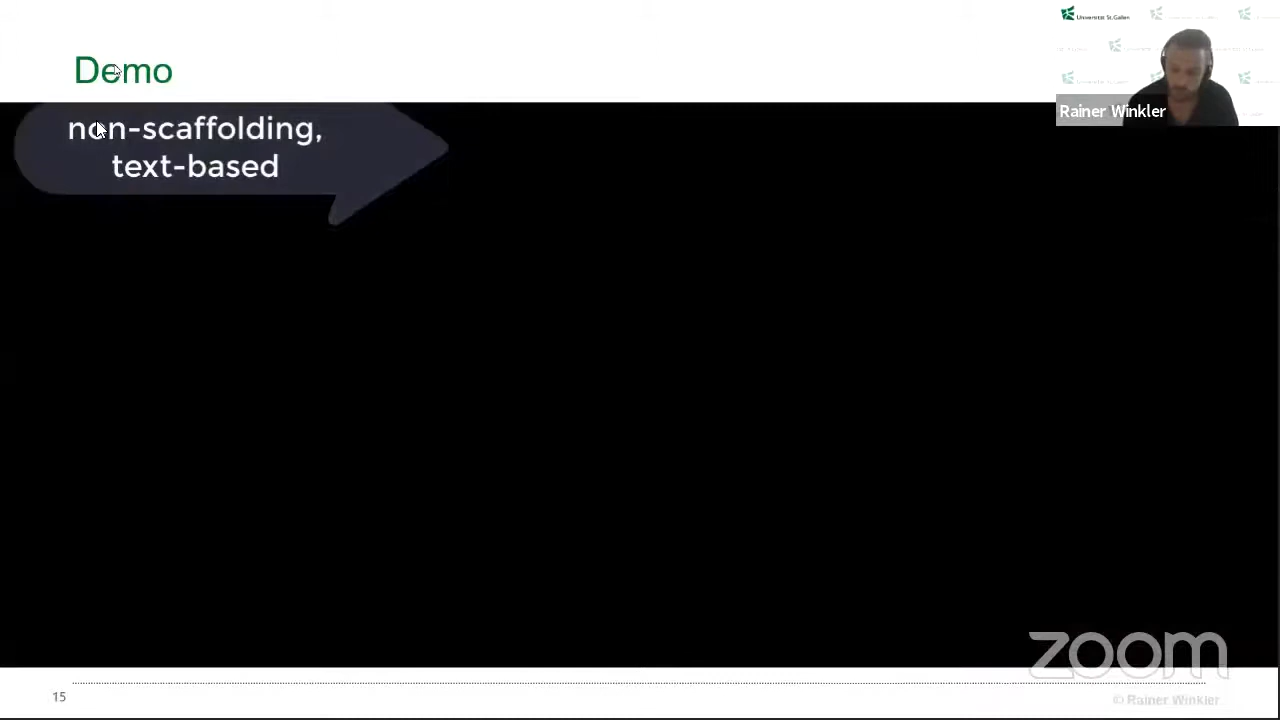 Universität St.Gallen
Demo
Rainer Winkler
non-scaffolding,
text-based
zoom
15
© Rainer Winkler